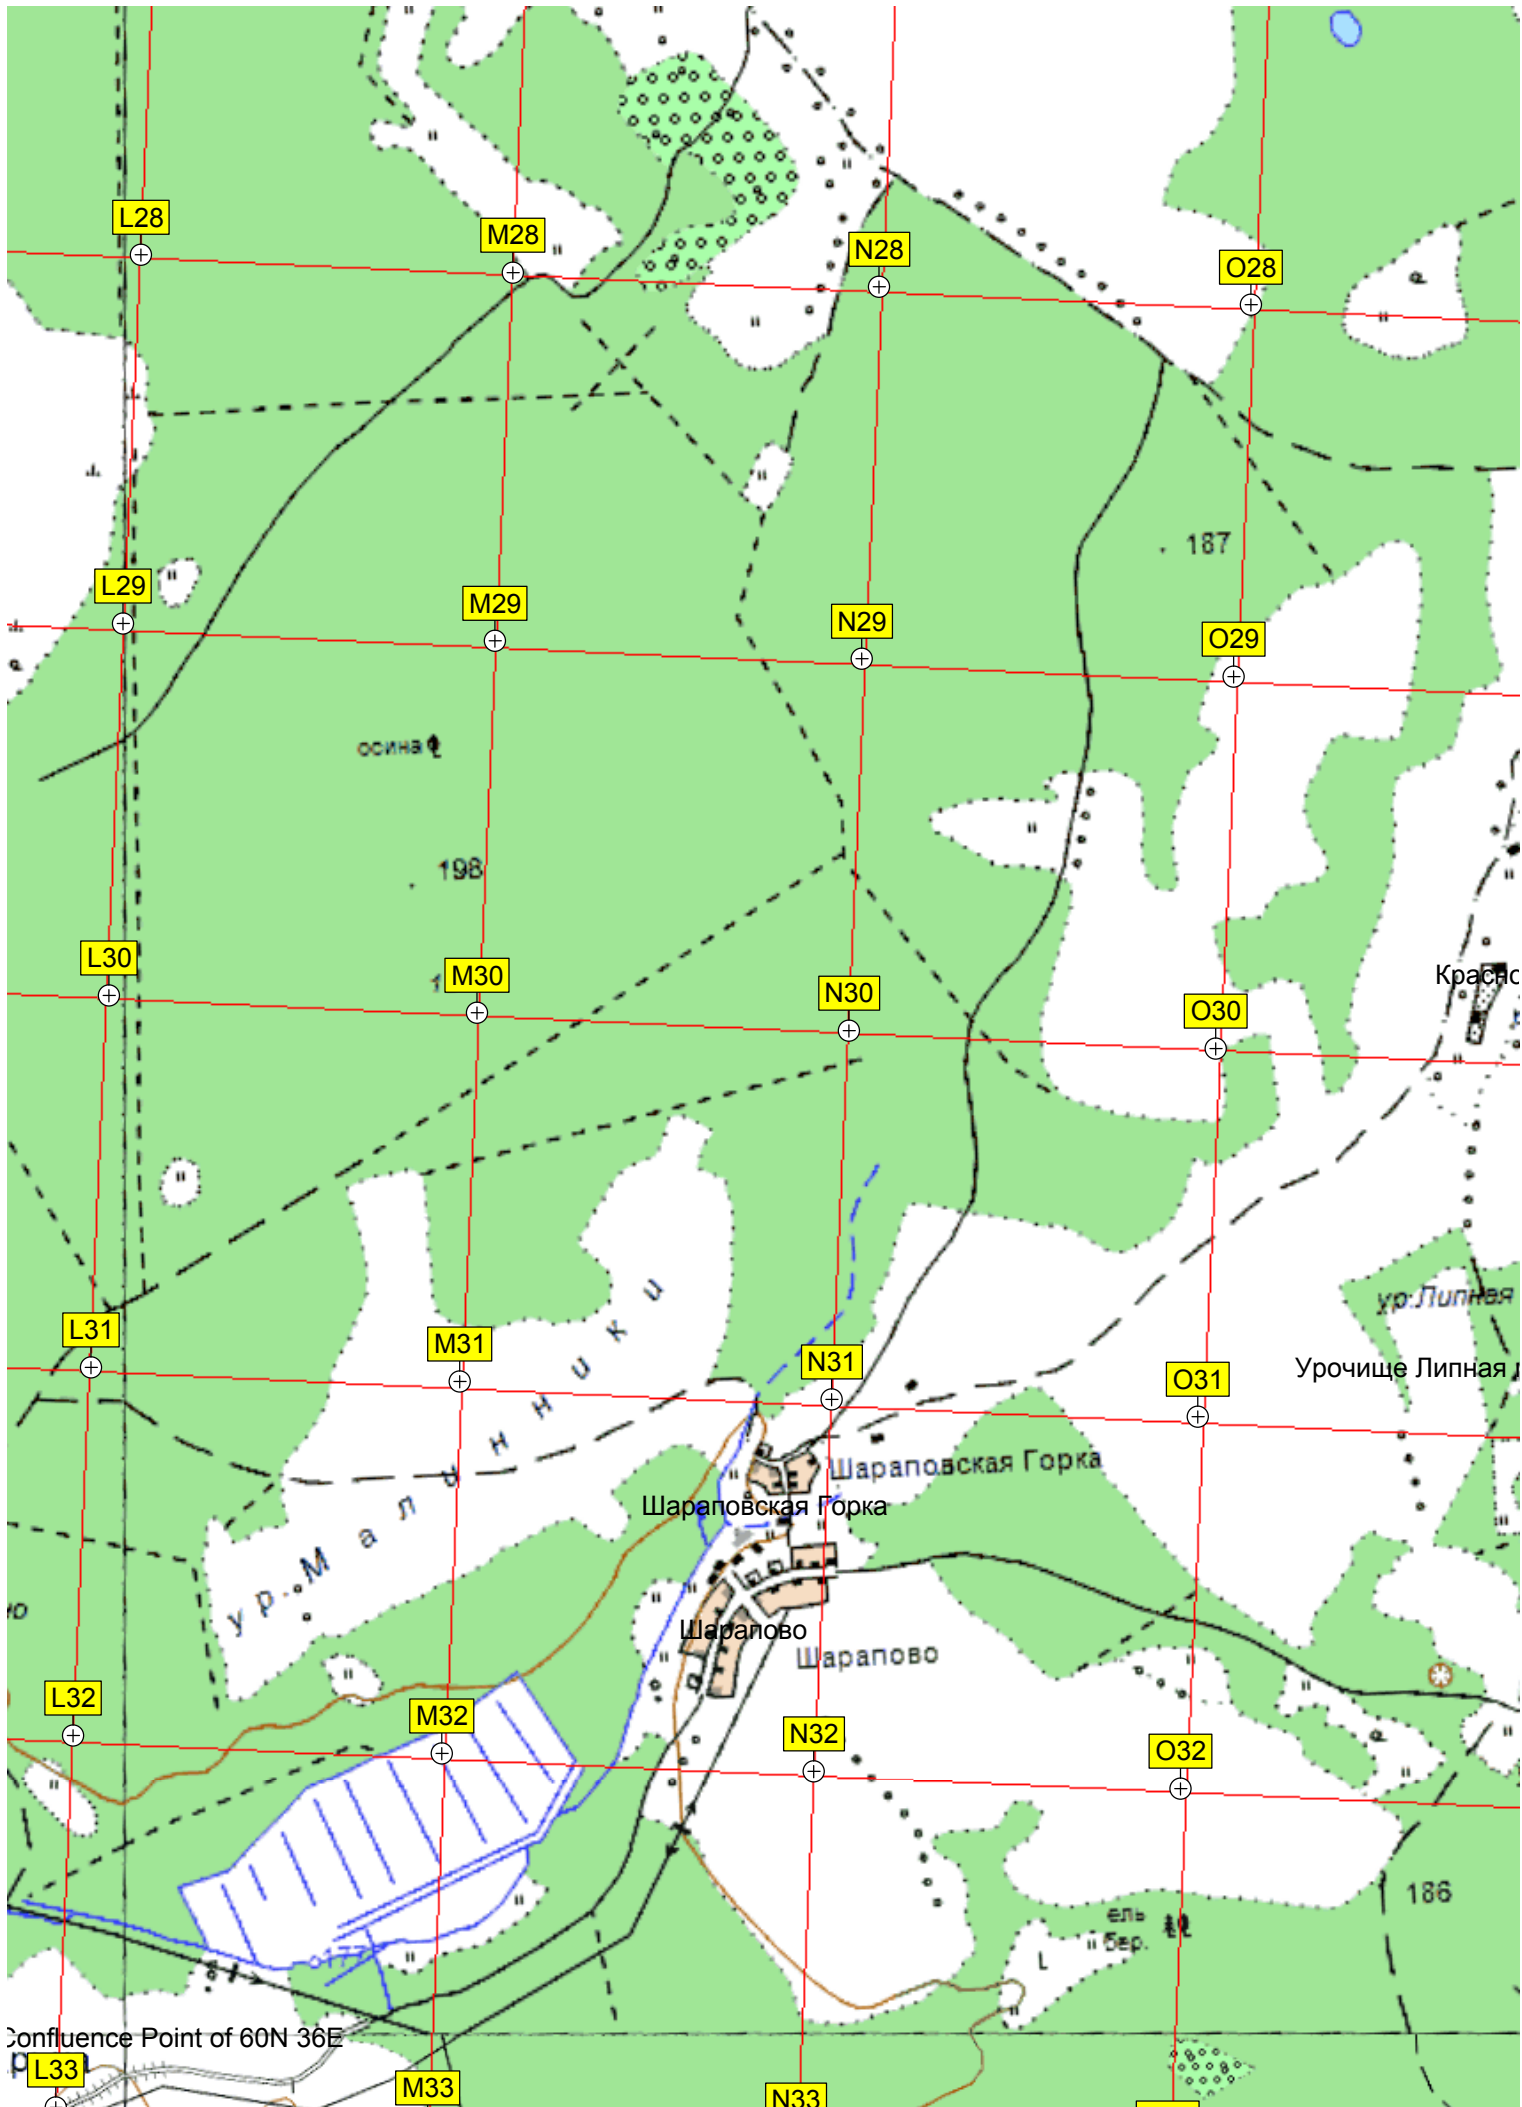 L28
M28
N28
O28
187
L29
M29
N29
O29
осина
198
L30
M30
N30
O30
Красно
ур. Липная
L31
M31
N31
O31
Урочище Липная
Шараповская Горка
Шараповская Горка
ур. Малинники
Шарапово
Шарапово
L32
M32
N32
O32
186
ель
бер.
177
Confluence Point of 60N 36E
L33
M33
N33